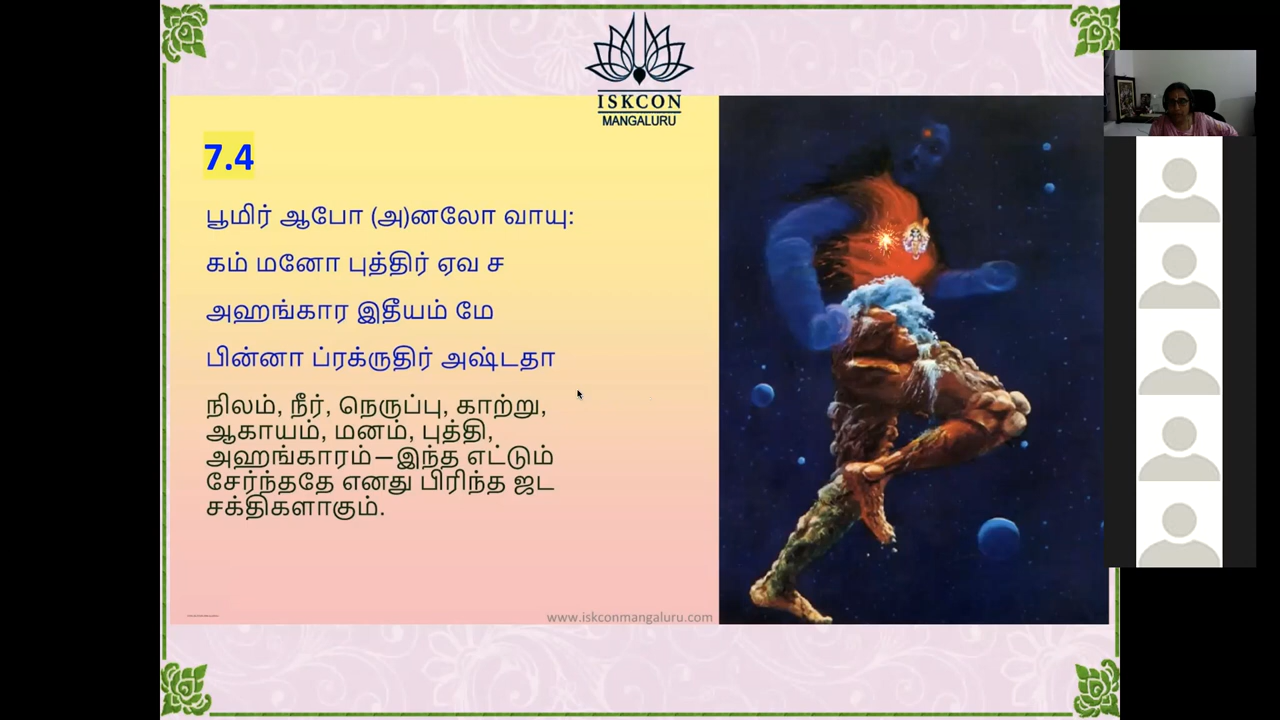 ISKCON
MANGALURU
7.4
பூமிர் ஆபோ (அ)னலோ வாயு:
கம் மனோ புத்திர் ஏவ ச
அஹங்கார இதீயம் மே
பின்னா ப்ரக்ருதிர் அஷ்டதா
நிலம், நீர், நெருப்பு, காற்று,
ஆகாயம், மனம், புத்தி,
அஹங்காரம்—இந்த எட்டும்
சேர்ந்ததே எனது பிரிந்த ஜட
சக்திகளாகும்.
www.iskconmangaluru.com